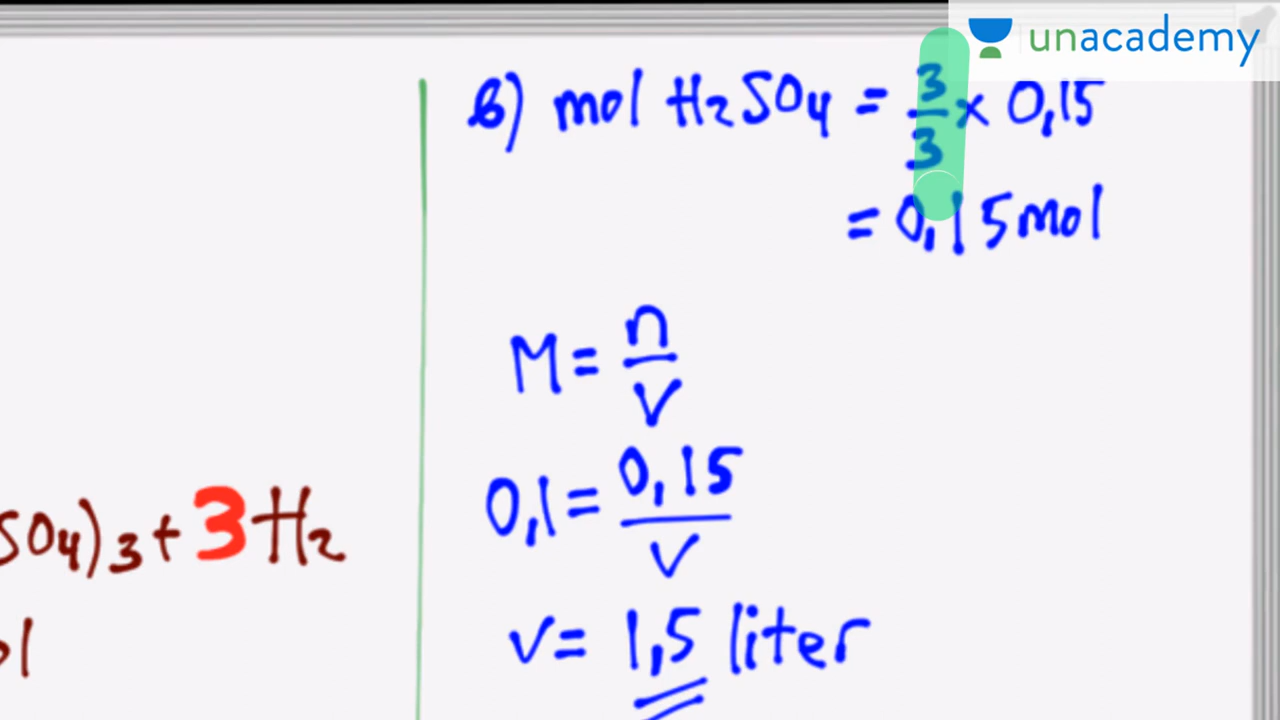 unacademy
b) mol H₂SO₄ = 3/3 x 0,15
= 0,15 mol
M = n/V
0,1 = 0,15/V
V = 1,5 liter
SO₄)₃ + 3H₂